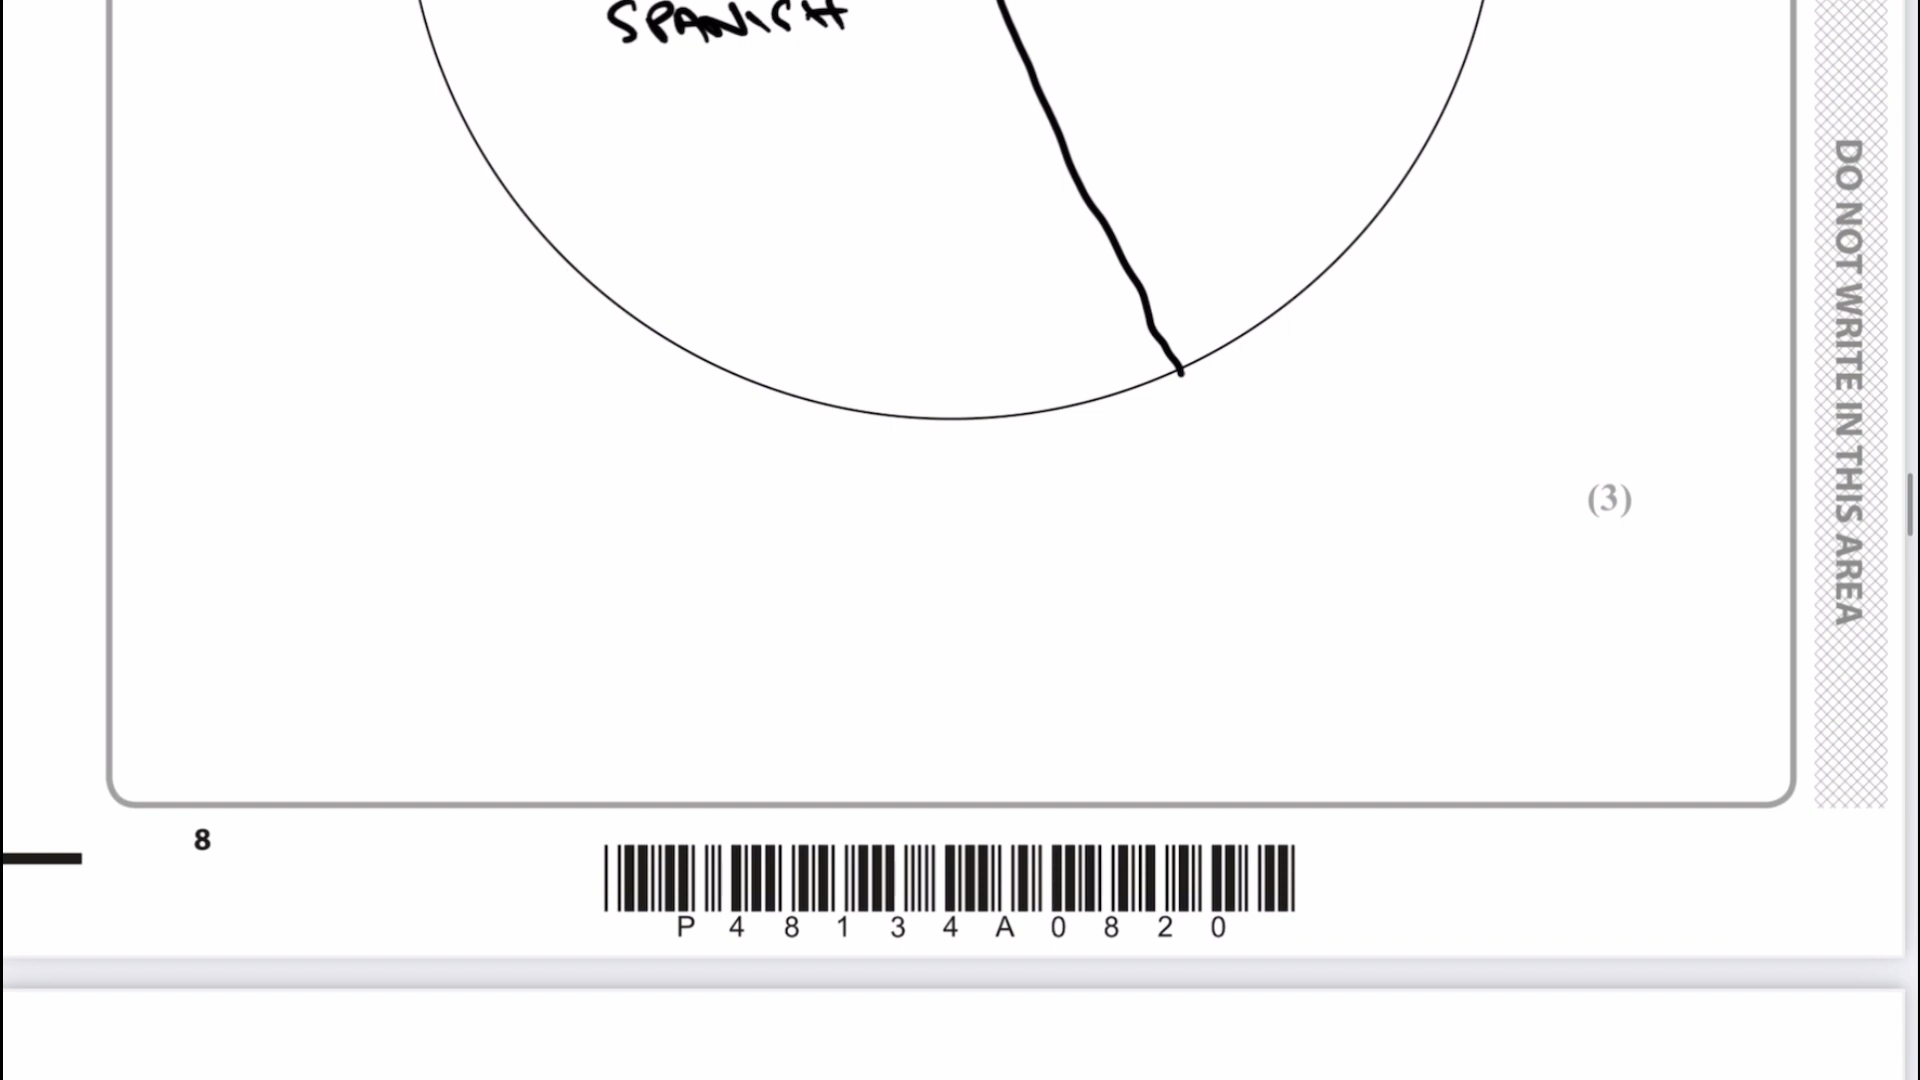 SPANISH
(3)
DO NOT WRITE IN THIS AREA
8
P 4 8 1 3 4 A 0 8 2 0